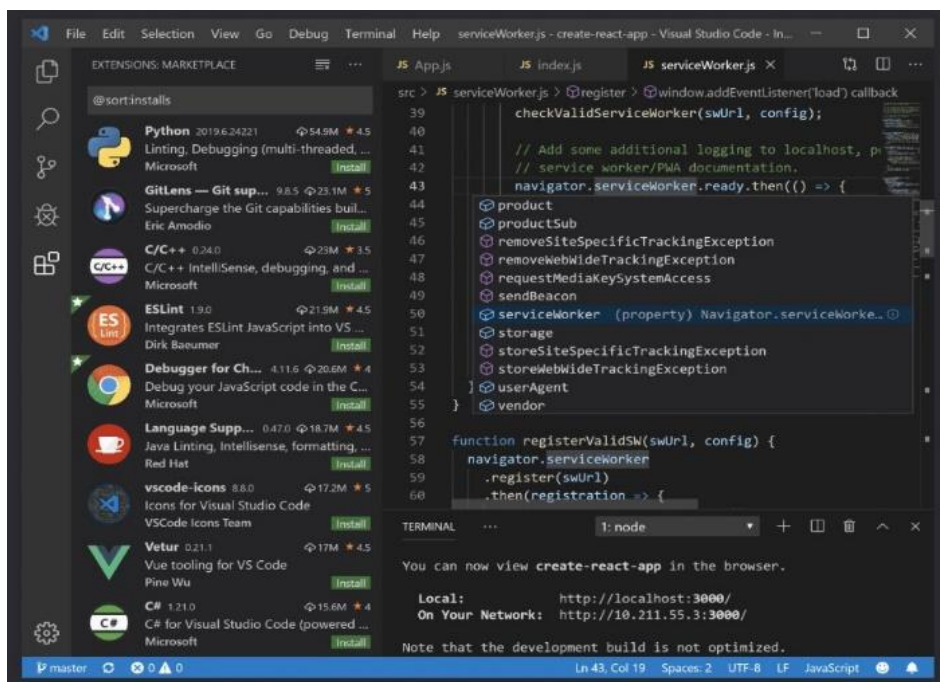 File Edit Selection View Go Debug Terminal Help serviceWorker.js - create-react-app - Visual Studio Code - In...
EXTENSIONS: MARKETPLACE ...
@sort:installs
Python 2019.6.24221 54.9M ★ 4.5
Linting, Debugging (multi-threaded, ...
Microsoft Install
GitLens — Git sup... 9.8.5 23.1M ★ 5
Supercharge the Git capabilities buil...
Eric Amodio Install
C/C++
C/C++ 0.24.0 23M ★ 3.5
C/C++ IntelliSense, debugging, and ...
Microsoft Install
ES
Lint
ESLint 1.9.0 21.9M ★ 4.5
Integrates ESLint JavaScript into VS ...
Dirk Baeumer Install
Debugger for Ch... 4.11.6 20.6M ★ 4
Debug your JavaScript code in the C...
Microsoft Install
Language Supp... 0.47.0 18.7M ★ 4.5
Java Linting, Intellisense, formatting, ...
Red Hat Install
vscode-icons 8.8.0 17.2M ★ 5
Icons for Visual Studio Code
VSCode Icons Team Install
Vetur 0.21.1 17M ★ 4.5
Vue tooling for VS Code
Pine Wu Install
C#
C# 1.21.0 15.6M ★ 4
C# for Visual Studio Code (powered ...
Microsoft Install
JS App.js JS index.js JS serviceWorker.js × ...
src > JS serviceWorker.js > register > window.addEventListener('load') callback
39 checkValidServiceWorker(swUrl, config);
40
41 // Add some additional logging to localhost, p
42 // service worker/PWA documentation.
43 navigator.serviceWorker.ready.then(() => {
44 product
45 productSub
46 removeSiteSpecificTrackingException
47 removeWebWideTrackingException
48 requestMediaKeySystemAccess
49 sendBeacon
50 serviceWorker (property) Navigator.serviceWorke...
51 storage
52 storeSiteSpecificTrackingException
53 storeWebWideTrackingException
54 } userAgent
55 } vendor
56
57 function registerValidSW(swUrl, config) {
58 navigator.serviceWorker
59 .register(swUrl)
60 .then(registration => {
TERMINAL ... 1: node
You can now view create-react-app in the browser.
Local: http://localhost:3000/
On Your Network: http://10.211.55.3:3000/
Note that the development build is not optimized.
master 0 0 Ln 43, Col 19 Spaces: 2 UTF-8 LF JavaScript